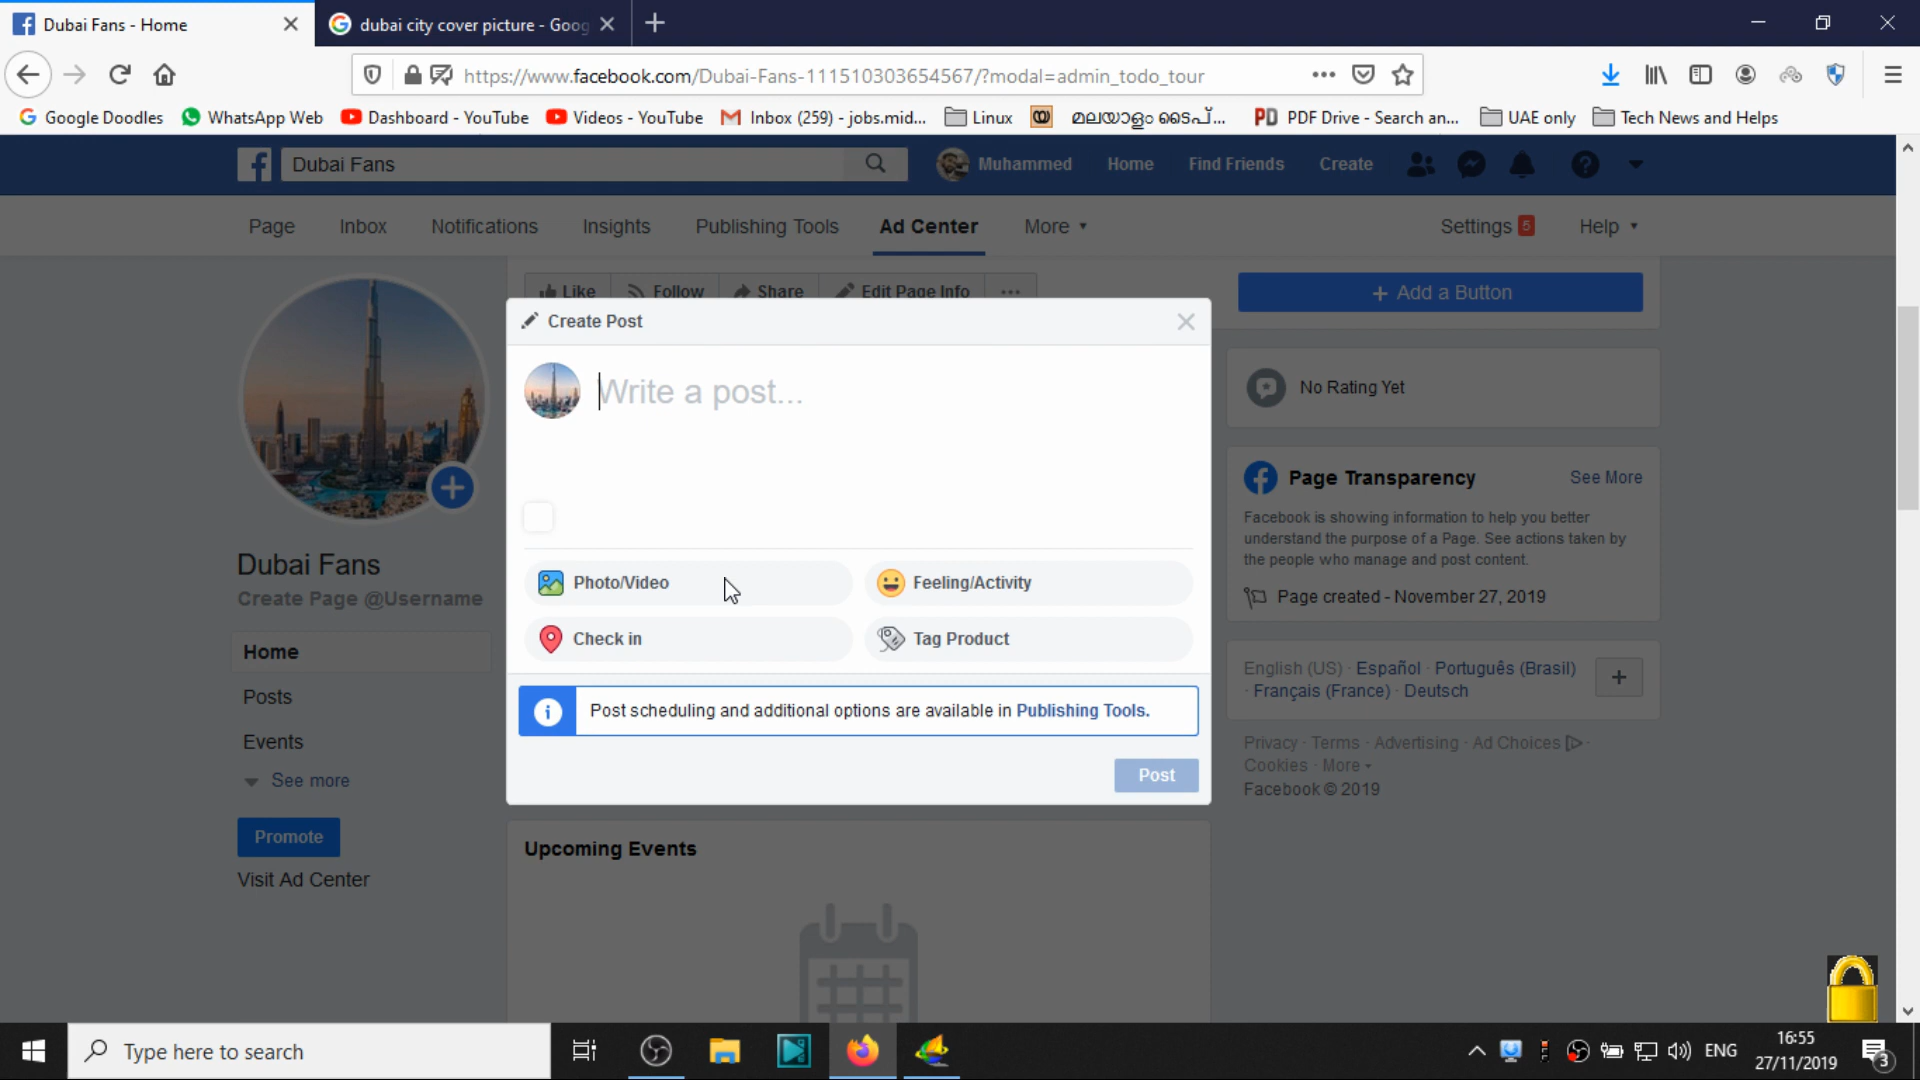 Dubai Fans - Home
dubai city cover picture - Goog
https://www.facebook.com/Dubai-Fans-111510303654567/?modal=admin_todo_tour
Google Doodles
WhatsApp Web
Dashboard - YouTube
Videos - YouTube
Inbox (259) - jobs.mid...
Linux
മലയാളം ടൈപ്...
PDF Drive - Search an...
UAE only
Tech News and Helps
Dubai Fans
Muhammed
Home
Find Friends
Create
Page
Inbox
Notifications
Insights
Publishing Tools
Ad Center
More
Settings 5
Help
Like
Follow
Share
Edit Page Info
...
+ Add a Button
Create Post
Write a post...
No Rating Yet
Page Transparency
See More
Facebook is showing information to help you better
understand the purpose of a Page. See actions taken by
the people who manage and post content.
Page created - November 27, 2019
Dubai Fans
Create Page @Username
Home
Posts
Events
See more
Promote
Visit Ad Center
Photo/Video
Feeling/Activity
Check in
Tag Product
Post scheduling and additional options are available in Publishing Tools.
Post
English (US) · Español · Português (Brasil)
· Français (France) · Deutsch
Privacy · Terms · Advertising · Ad Choices ·
Cookies · More
Facebook © 2019
Upcoming Events
Type here to search
ENG
16:55
27/11/2019
3